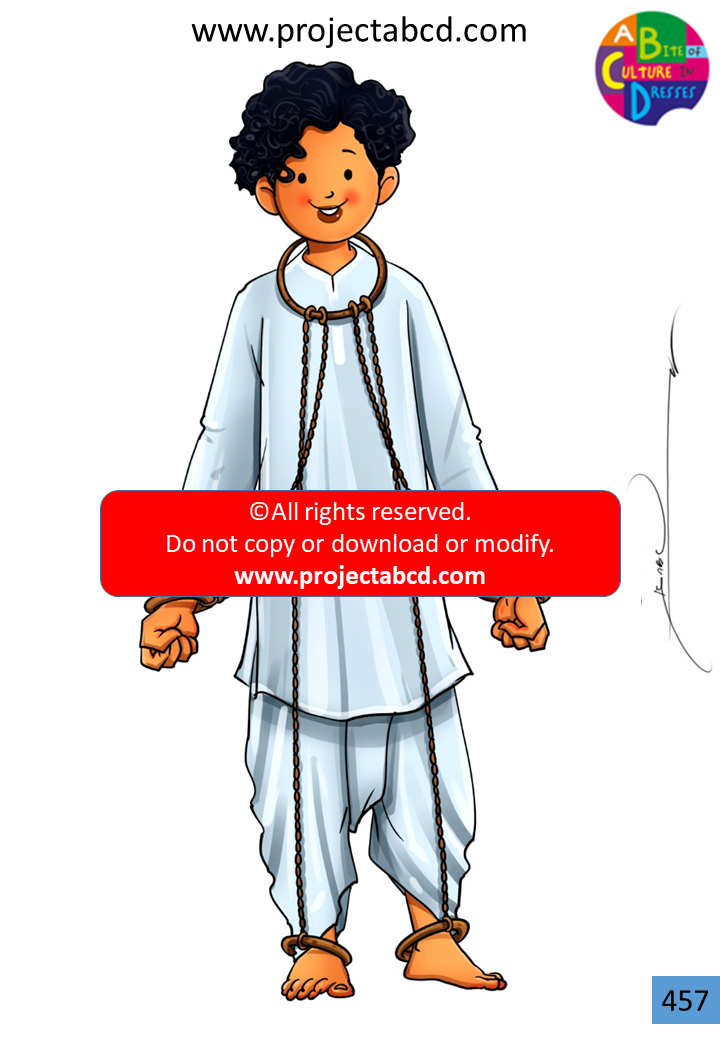 www.projectabcd.com
A BITE OF
CULTURE IN
DRESSES
©All rights reserved.
Do not copy or download or modify.
www.projectabcd.com
457